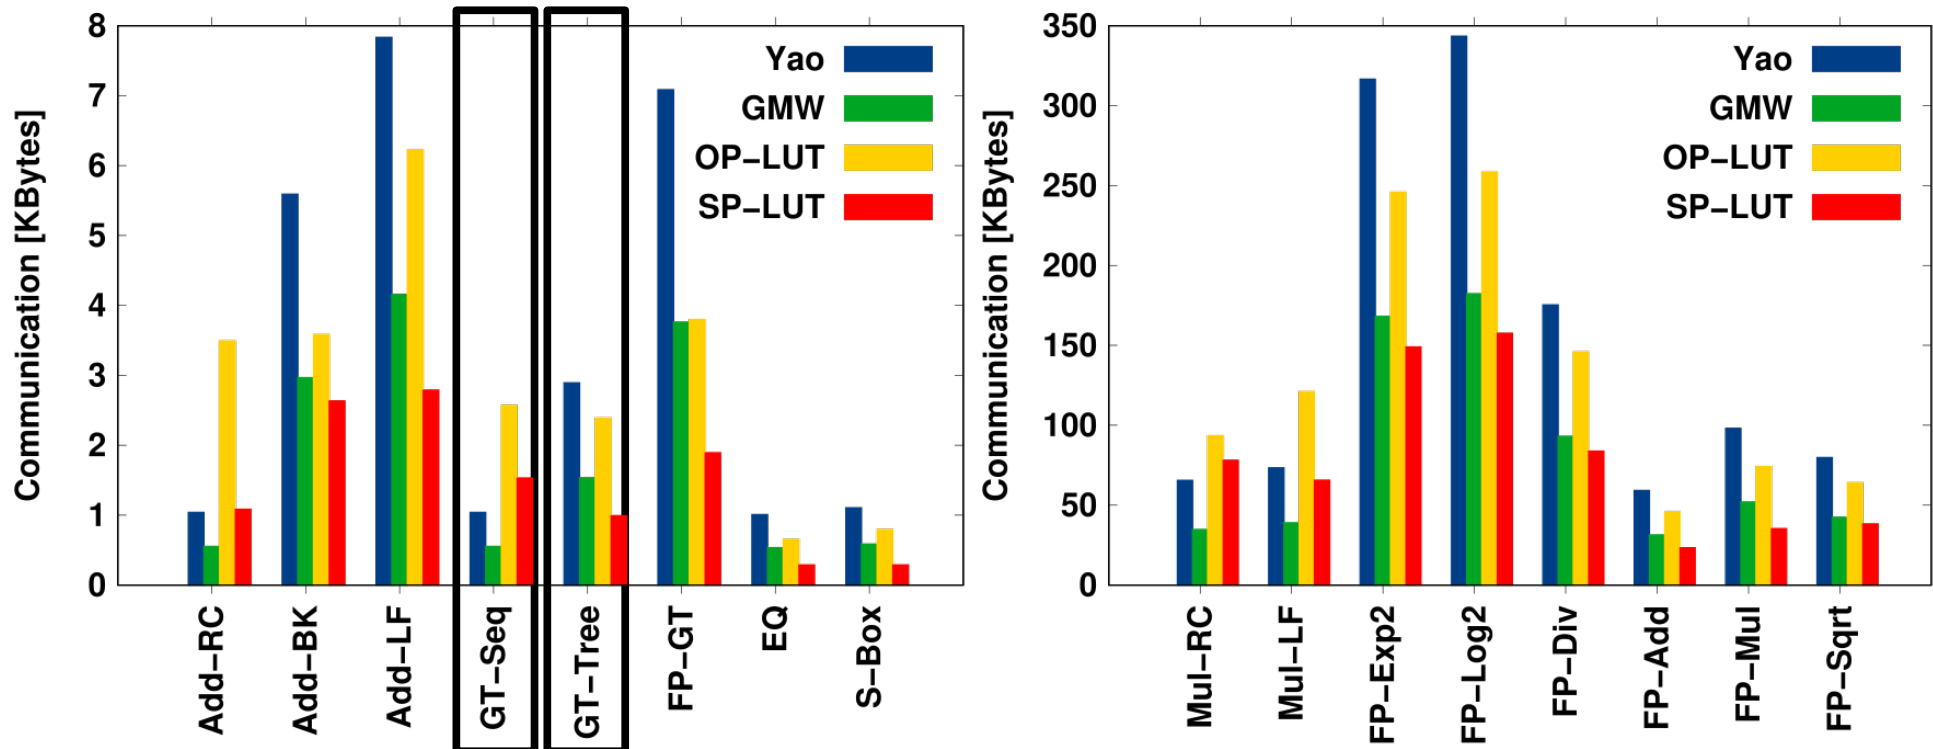 Communication [KBytes]
8
7
6
5
4
3
2
1
0
Yao
GMW
OP-LUT
SP-LUT
Add-RC
Add-BK
Add-LF
GT-Seq
GT-Tree
FP-GT
EQ
S-Box
Communication [KBytes]
350
300
250
200
150
100
50
0
Yao
GMW
OP-LUT
SP-LUT
Mul-RC
Mul-LF
FP-Exp2
FP-Log2
FP-Div
FP-Add
FP-Mul
FP-Sqrt